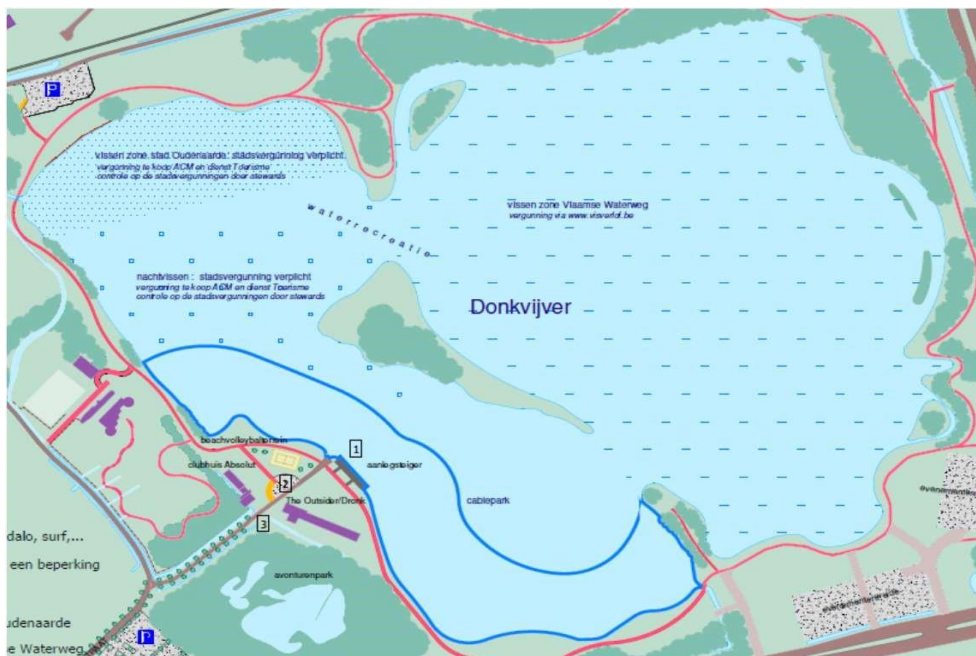 P
vissen zone stad Oudenaarde: stadsvergunning verplicht
vergunning te koop ACM en dienst Toerisme
controle op de stadsvergunningen door stewards
waterrecreatie
vissen zone Vlaamse Waterweg
vergunning via www.visverlof.be
nachtvissen : stadsvergunning verplicht
vergunning te koop ACM en dienst Toerisme
controle op de stadsvergunningen door stewards
Donkvijver
beachvolleybalterrein
1
clubhuis Absolut
aanlegsteiger
2
The Outsider/Dronk
cablepark
3
evenementenweide
dalo, surf,...
een beperking
avonturenpark
evenementenweide
udenaarde
P
e Waterweg,